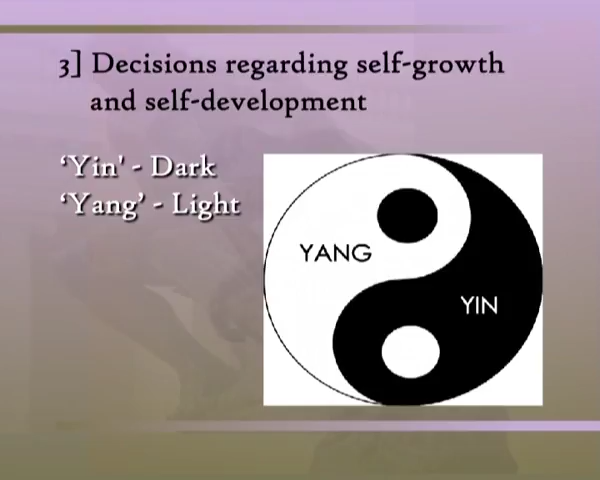 3] Decisions regarding self-growth
and self-development
‘Yin' - Dark
‘Yang’ - Light
YANG
YIN